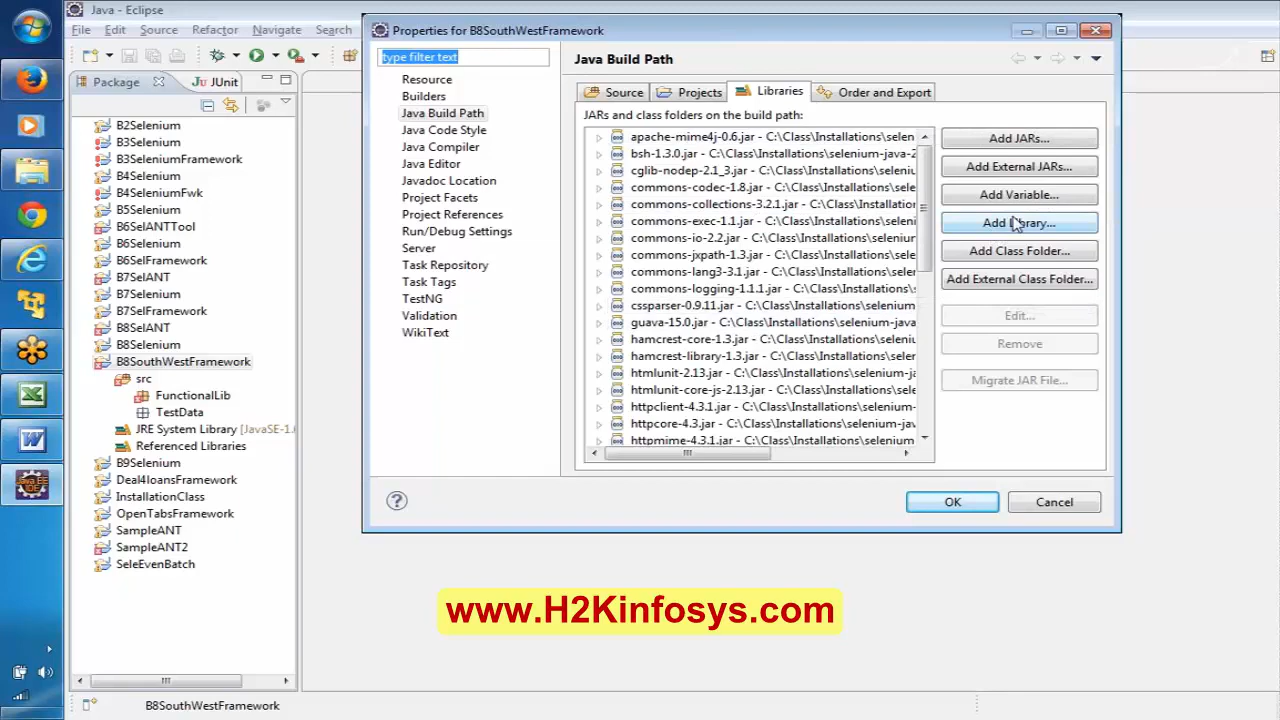 Java - Eclipse
File Edit Source Refactor Navigate Search
Package
JUnit
B2Selenium
B3Selenium
B3SeleniumFramework
B4Selenium
B4SeleniumFwk
B5Selenium
B6SelANTTool
B6Selenium
B6SelFramework
B7SelANT
B7Selenium
B7SelFramework
B8SelANT
B8Selenium
B8SouthWestFramework
src
FunctionalLib
TestData
JRE System Library [JavaSE-1.
Referenced Libraries
B9Selenium
Deal4loansFramework
InstallationClass
OpenTabsFramework
SampleANT
SampleANT2
SeleEvenBatch
B8SouthWestFramework
Java EE
IDE
Properties for B8SouthWestFramework
type filter text
Resource
Builders
Java Build Path
Java Code Style
Java Compiler
Java Editor
Javadoc Location
Project Facets
Project References
Run/Debug Settings
Server
Task Repository
Task Tags
TestNG
Validation
WikiText
Java Build Path
Source Projects Libraries Order and Export
JARs and class folders on the build path:
apache-mime4j-0.6.jar - C:\Class\Installations\selen
bsh-1.3.0.jar - C:\Class\Installations\selenium-java-2
cglib-nodep-2.1_3.jar - C:\Class\Installations\seleniu
commons-codec-1.8.jar - C:\Class\Installations\selen
commons-collections-3.2.1.jar - C:\Class\Installations
commons-exec-1.1.jar - C:\Class\Installations\seleni
commons-io-2.2.jar - C:\Class\Installations\selenium
commons-jxpath-1.3.jar - C:\Class\Installations\selen
commons-lang3-3.1.jar - C:\Class\Installations\seleni
commons-logging-1.1.1.jar - C:\Class\Installations\se
cssparser-0.9.11.jar - C:\Class\Installations\selenium
guava-15.0.jar - C:\Class\Installations\selenium-java
hamcrest-core-1.3.jar - C:\Class\Installations\seleniu
hamcrest-library-1.3.jar - C:\Class\Installations\selen
htmlunit-2.13.jar - C:\Class\Installations\selenium-ja
htmlunit-core-js-2.13.jar - C:\Class\Installations\sele
httpclient-4.3.1.jar - C:\Class\Installations\selenium-
httpcore-4.3.jar - C:\Class\Installations\selenium-jav
httpmime-4.3.1.jar - C:\Class\Installations\selenium
Add JARs...
Add External JARs...
Add Variable...
Add Library...
Add Class Folder...
Add External Class Folder...
Edit...
Remove
Migrate JAR File...
OK Cancel
www.H2Kinfosys.com